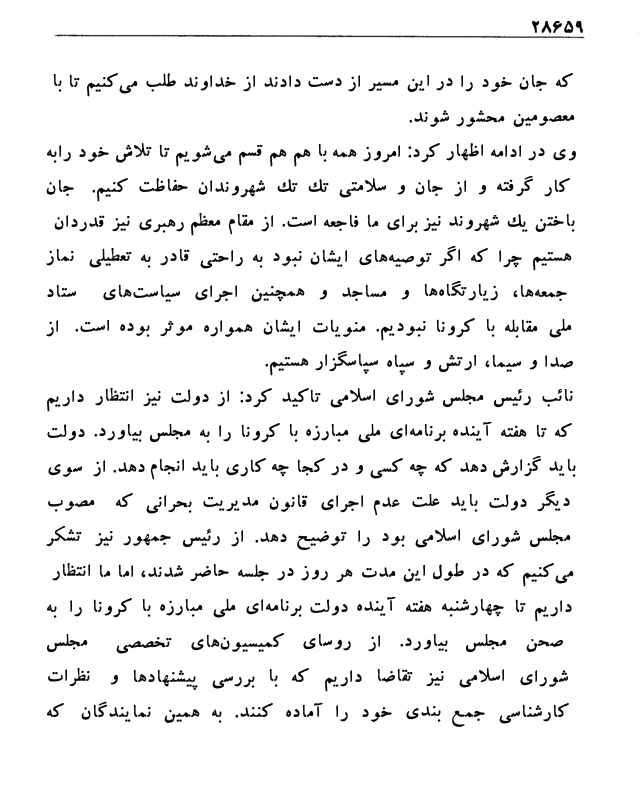 ۲۸۶۵۹
که جان خود را در این مسیر از دست دادند از خداوند طلب می‌کنیم تا با
معصومین محشور شوند.
وی در ادامه اظهار کرد: امروز همه با هم هم قسم می‌شویم تا تلاش خود رابه
کار گرفته و از جان و سلامتی تك تك شهروندان حفاظت کنیم. جان
باختن یك شهروند نیز برای ما فاجعه است. از مقام معظم رهبری نیز قدردان
هستیم چرا که اگر توصیه‌های ایشان نبود به راحتی قادر به تعطیلی نماز
جمعه‌ها، زیارتگاه‌ها و مساجد و همچنین اجرای سیاست‌های ستاد
ملی مقابله با کرونا نبودیم. منویات ایشان همواره موثر بوده است. از
صدا و سیما، ارتش و سپاه سپاسگزار هستیم.
نائب رئیس مجلس شورای اسلامی تاکید کرد: از دولت نیز انتظار داریم
که تا هفته آینده برنامه‌ای ملی مبارزه با کرونا را به مجلس بیاورد. دولت
باید گزارش دهد که چه کسی و در کجا چه کاری باید انجام دهد. از سوی
دیگر دولت باید علت عدم اجرای قانون مدیریت بحرانی که مصوب
مجلس شورای اسلامی بود را توضیح دهد. از رئیس جمهور نیز تشکر
می‌کنیم که در طول این مدت هر روز در جلسه حاضر شدند، اما ما انتظار
داریم تا چهارشنبه هفته آینده دولت برنامه‌ای ملی مبارزه با کرونا را به
صحن مجلس بیاورد. از روسای کمیسیون‌های تخصصی مجلس
شورای اسلامی نیز تقاضا داریم که با بررسی پیشنهادها و نظرات
کارشناسی جمع بندی خود را آماده کنند. به همین نمایندگان که